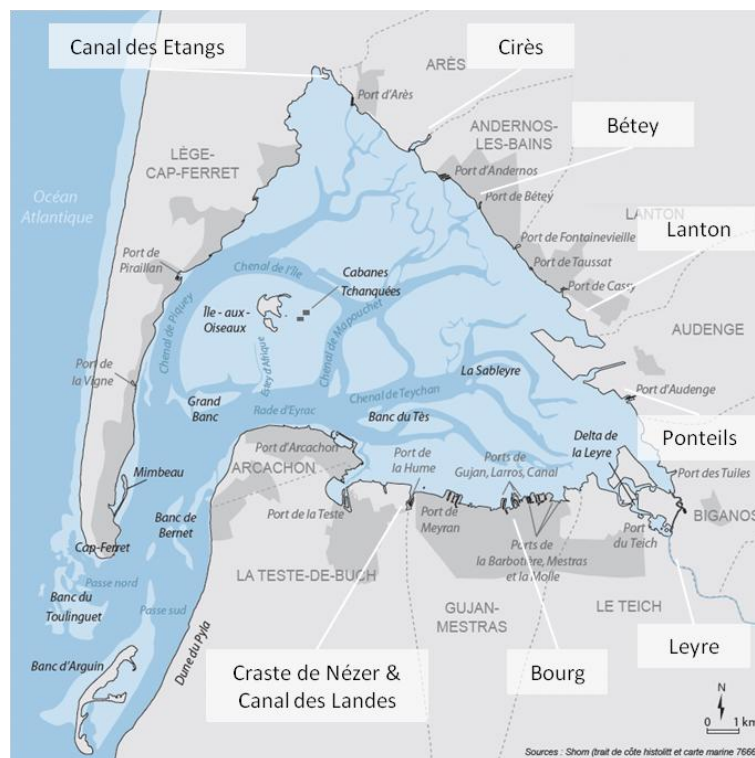 Canal des Etangs
Cirès
ARÈS
Port d'Arès
ANDERNOS-
LES-BAINS
Bétey
LÈGE-
CAP-FERRET
Port d'Andernos
Océan
Atlantique
Port de Bétey
LANTON
Lanton
Port de Fontainevieille
Port de Taussat
Port de Cassy
Port de
Piraillan
Chenal de l'Île
Cabanes
Tchanquées
Île - aux -
Oiseaux
Chenal de Piquey
Estey d'Afrique
Chenal de Mapouchet
AUDENGE
Port de
la Vigne
La Sableyre
Port d'Audenge
Grand
Banc
Chenal de Teychan
Rade d'Eyrac
Banc du Tès
Ponteils
Port d'Arcachon
Port de
la Hume
Ports de
Gujan, Larros, Canal
Delta de
la Leyre
Mimbeau
ARCACHON
Port des Tuiles
Banc de
Bernet
Port de la Teste
Port de
Meyran
BIGANOS
Cap-Ferret
Port
du Teich
Passe nord
Ports de
la Barbotière, Mestras
et la Molle
LA TESTE-DE-BUCH
Banc du
Toulinguet
Passe sud
GUJAN-
MESTRAS
LE TEICH
Banc d'Arguin
Dune du Pyla
Craste de Nézer &
Canal des Landes
Bourg
Leyre
N
0 1 km
Sources : Shom (trait de côte histolitt et carte marine 7666